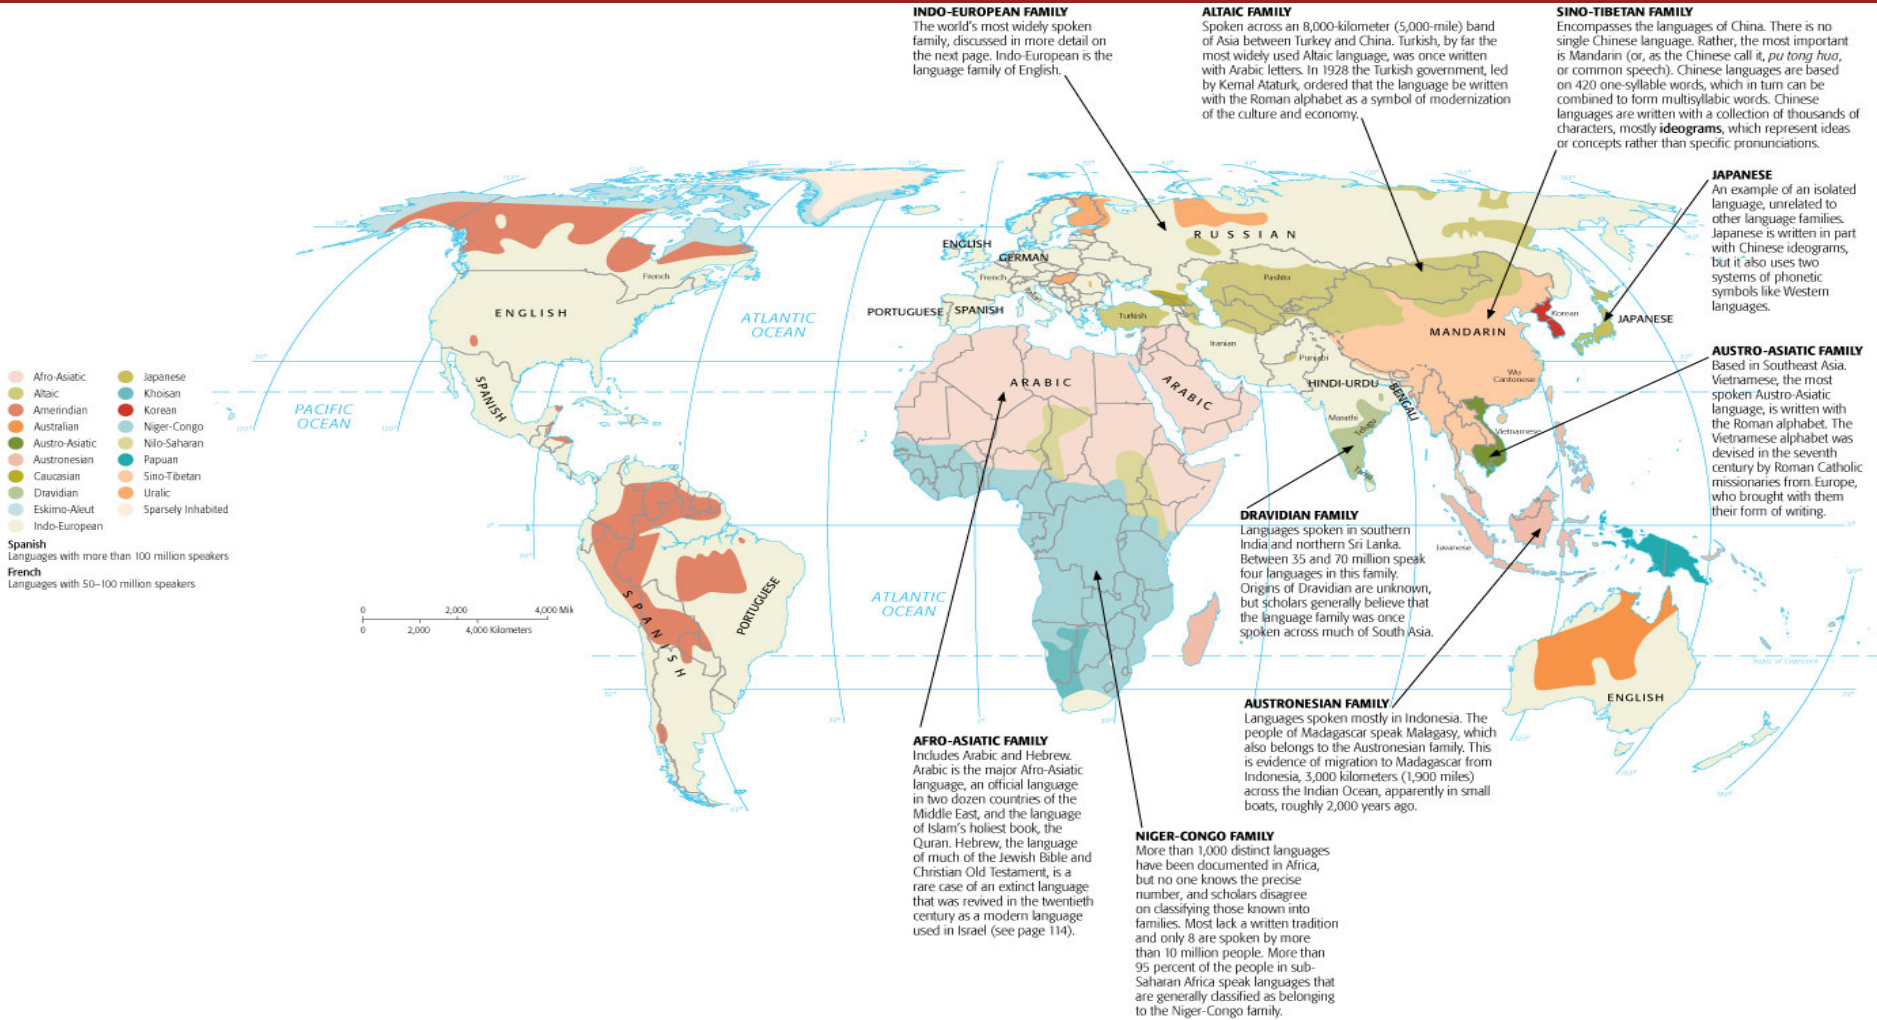 INDO-EUROPEAN FAMILY
The world's most widely spoken
family, discussed in more detail on
the next page. Indo-European is the
language family of English.
ALTAIC FAMILY
Spoken across an 8,000-kilometer (5,000-mile) band
of Asia between Turkey and China. Turkish, by far the
most widely used Altaic language, was once written
with Arabic letters. In 1928 the Turkish government, led
by Kemal Ataturk, ordered that the language be written
with the Roman alphabet as a symbol of modernization
of the culture and economy.
SINO-TIBETAN FAMILY
Encompasses the languages of China. There is no
single Chinese language. Rather, the most important
is Mandarin (or, as the Chinese call it, pu tong hua,
or common speech). Chinese languages are based
on 420 one-syllable words, which in turn can be
combined to form multisyllabic words. Chinese
languages are written with a collection of thousands of
characters, mostly ideograms, which represent ideas
or concepts rather than specific pronunciations.
JAPANESE
An example of an isolated
language, unrelated to
other language families.
Japanese is written in part
with Chinese ideograms,
but it also uses two
systems of phonetic
symbols like Western
languages.
AUSTRO-ASIATIC FAMILY
Based in Southeast Asia.
Vietnamese, the most
spoken Austro-Asiatic
language, is written with
the Roman alphabet. The
Vietnamese alphabet was
devised in the seventh
century by Roman Catholic
missionaries from Europe,
who brought with them
their form of writing.
ENGLISH
GERMAN
French
PORTUGUESE
SPANISH
RUSSIAN
Pashto
Turkish
Iranian
Punjabi
HINDI-URDU
BENGALI
Marathi
Telugu
MANDARIN
Wu
Cantonese
Korean
JAPANESE
Vietnamese
Javanese
ARABIC
ARABIC
French
ENGLISH
SPANISH
ATLANTIC
OCEAN
PACIFIC
OCEAN
SPANISH
PORTUGUESE
ATLANTIC
OCEAN
ENGLISH
Tropic of Capricorn
Afro-Asiatic
Altaic
Amerindian
Australian
Austro-Asiatic
Austronesian
Caucasian
Dravidian
Eskimo-Aleut
Indo-European
Japanese
Khoisan
Korean
Niger-Congo
Nilo-Saharan
Papuan
Sino-Tibetan
Uralic
Sparsely Inhabited
Spanish
Languages with more than 100 million speakers
French
Languages with 50–100 million speakers
0 2,000 4,000 Mile
0 2,000 4,000 Kilometers
DRAVIDIAN FAMILY
Languages spoken in southern
India and northern Sri Lanka.
Between 35 and 70 million speak
four languages in this family.
Origins of Dravidian are unknown,
but scholars generally believe that
the language family was once
spoken across much of South Asia.
AUSTRONESIAN FAMILY
Languages spoken mostly in Indonesia. The
people of Madagascar speak Malagasy, which
also belongs to the Austronesian family. This
is evidence of migration to Madagascar from
Indonesia, 3,000 kilometers (1,900 miles)
across the Indian Ocean, apparently in small
boats, roughly 2,000 years ago.
AFRO-ASIATIC FAMILY
Includes Arabic and Hebrew.
Arabic is the major Afro-Asiatic
language, an official language
in two dozen countries of the
Middle East, and the language
of Islam's holiest book, the
Quran. Hebrew, the language
of much of the Jewish Bible and
Christian Old Testament, is a
rare case of an extinct language
that was revived in the twentieth
century as a modern language
used in Israel (see page 114).
NIGER-CONGO FAMILY
More than 1,000 distinct languages
have been documented in Africa,
but no one knows the precise
number, and scholars disagree
on classifying those known into
families. Most lack a written tradition
and only 8 are spoken by more
than 10 million people. More than
95 percent of the people in sub-
Saharan Africa speak languages that
are generally classified as belonging
to the Niger-Congo family.